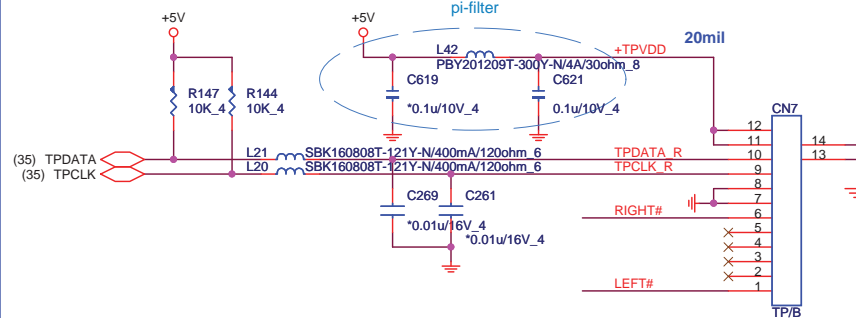 pi-filter
+5V
+5V
L42
+TPVDD
20mil
PBY201209T-300Y-N/4A/30ohm_8
R147
10K_4
R144
10K_4
C619
*0.1u/10V_4
C621
0.1u/10V_4
CN7
12
11
10
9
8
7
6
5
4
3
2
1
14
13
(35) TPDATA
L21
SBK160808T-121Y-N/400mA/120ohm_6
TPDATA_R
(35) TPCLK
L20
SBK160808T-121Y-N/400mA/120ohm_6
TPCLK_R
C269
*0.01u/16V_4
C261
*0.01u/16V_4
RIGHT#
LEFT#
TP/B